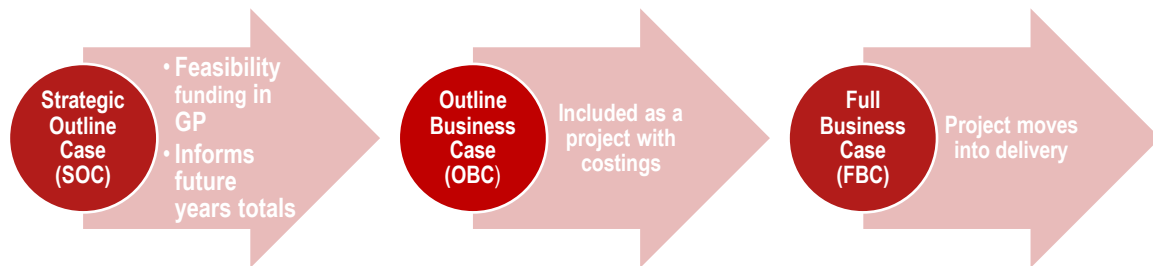 Strategic
Outline
Case
(SOC)
• Feasibility
funding in
GP
• Informs
future
years totals
Outline
Business
Case
(OBC)
Included as a
project with
costings
Full
Business
Case
(FBC)
Project moves
into delivery